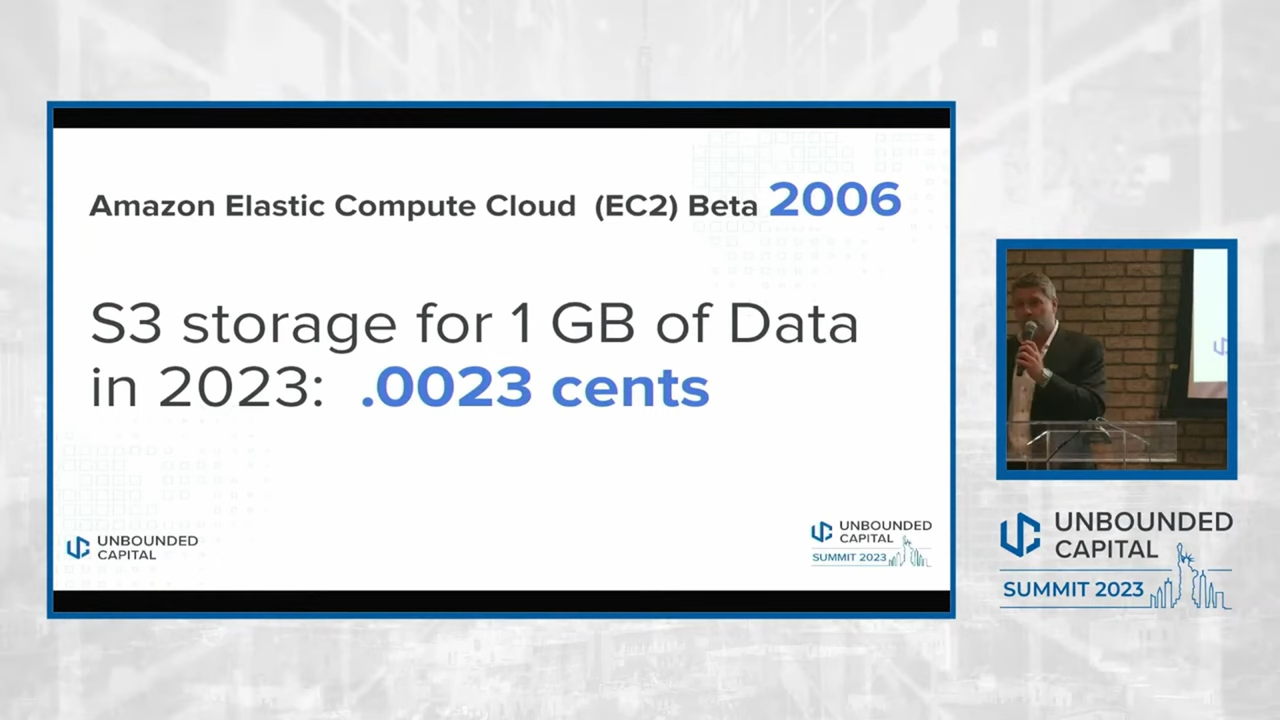 Amazon Elastic Compute Cloud (EC2) Beta 2006
S3 storage for 1 GB of Data
in 2023: .0023 cents
UNBOUNDED
CAPITAL
UNBOUNDED
CAPITAL
SUMMIT 2023
UNBOUNDED
CAPITAL
SUMMIT 2023